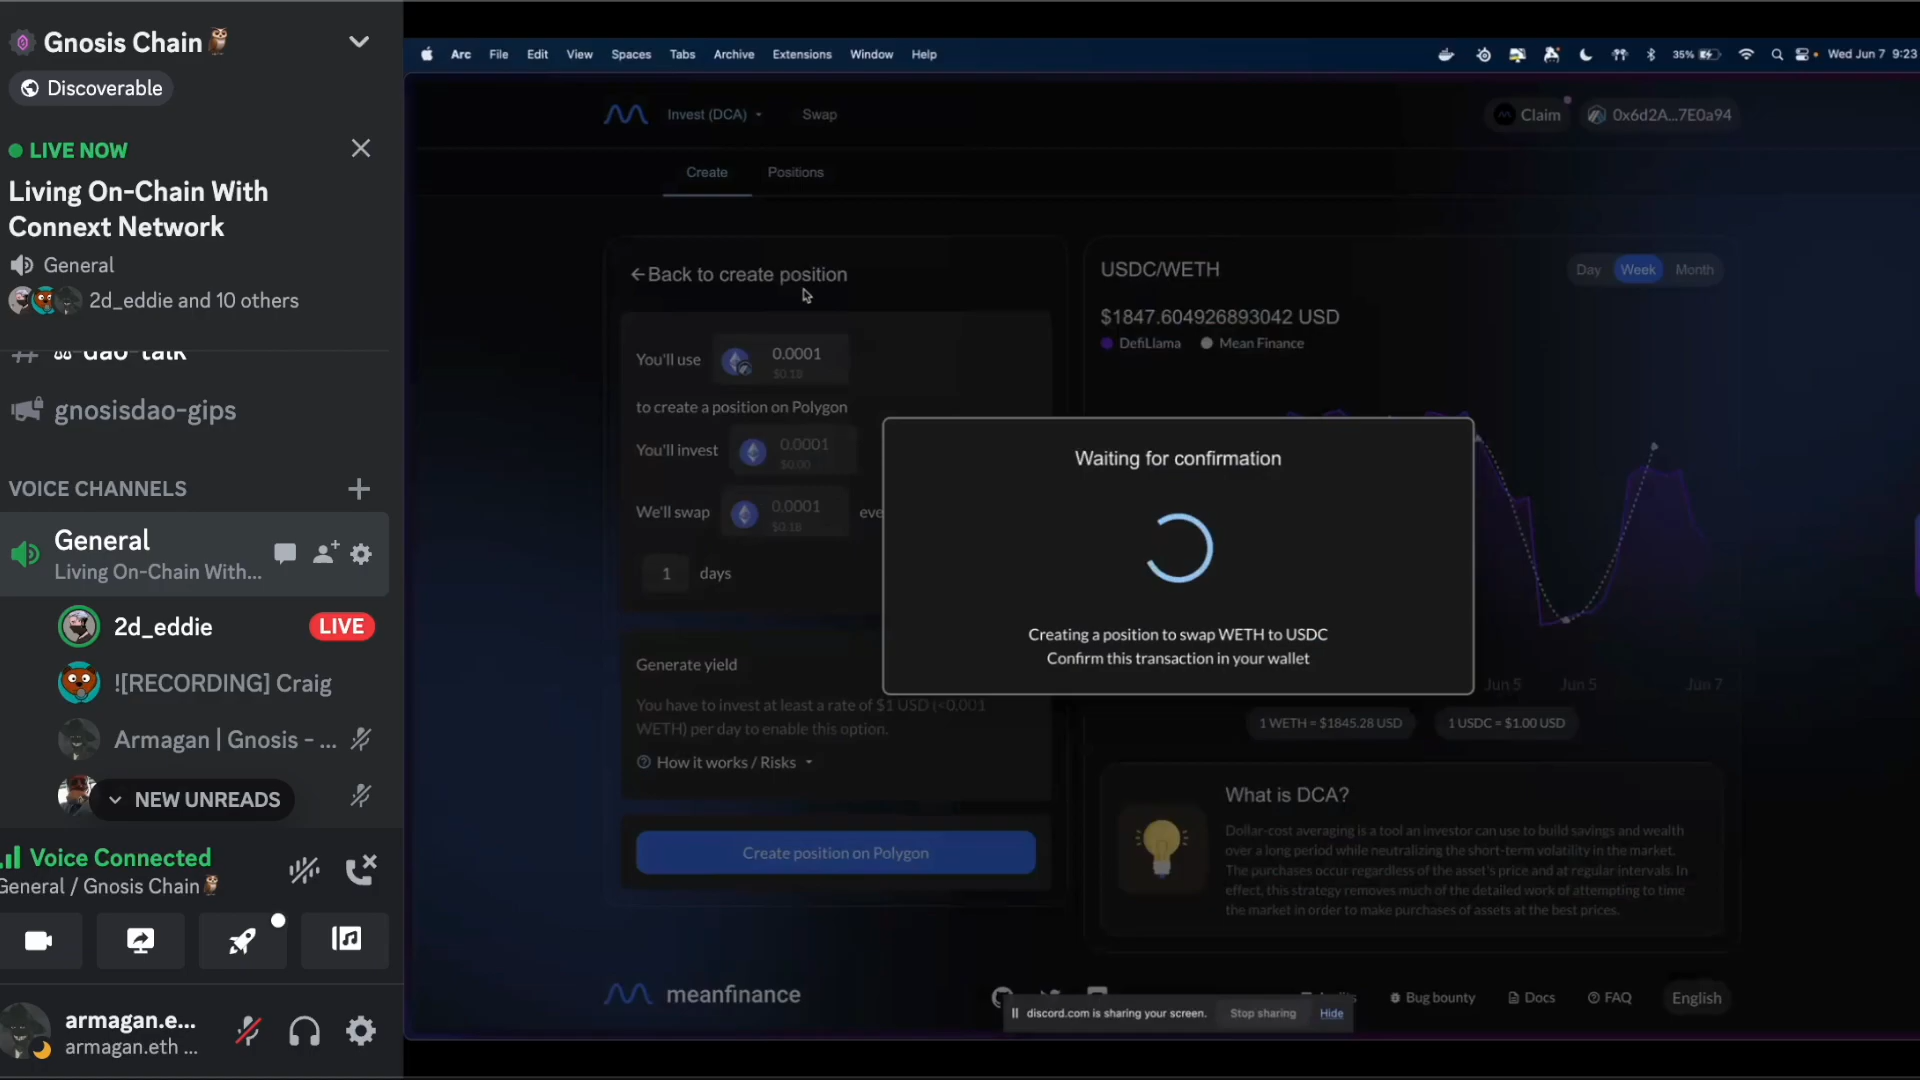 Gnosis Chain
Discoverable
LIVE NOW
Living On-Chain With
Connext Network
General
2d_eddie and 10 others
dao-talk
gnosisdao-gips
VOICE CHANNELS
General
Living On-Chain With...
2d_eddie
LIVE
![RECORDING] Craig
Armagan | Gnosis - ...
NEW UNREADS
Voice Connected
General / Gnosis Chain
armagan.e...
armagan.eth ...
Arc File Edit View Spaces Tabs Archive Extensions Window Help
35% Wed Jun 7 9:23
Invest (DCA) Swap
Claim 0x6d2A...7E0a94
Create Positions
←Back to create position
You'll use 0.0001
$0.18
to create a position on Polygon
You'll invest 0.0001
$0.00
We'll swap 0.0001 eve
$0.18
1 days
Generate yield
You have to invest at least a rate of $1 USD (<0.001
WETH) per day to enable this option.
How it works / Risks
Create position on Polygon
USDC/WETH
Day Week Month
$1847.604926893042 USD
DefiLlama Mean Finance
Waiting for confirmation
Creating a position to swap WETH to USDC
Confirm this transaction in your wallet
Jun 5 Jun 5 Jun 7
1 WETH = $1845.28 USD 1 USDC = $1.00 USD
What is DCA?
Dollar-cost averaging is a tool an investor can use to build savings and wealth
over a long period while neutralizing the short-term volatility in the market.
The purchases occur regardless of the asset's price and at regular intervals. In
effect, this strategy removes much of the detailed work of attempting to time
the market in order to make purchases of assets at the best prices.
meanfinance
Audits Bug bounty Docs FAQ English
discord.com is sharing your screen. Stop sharing Hide